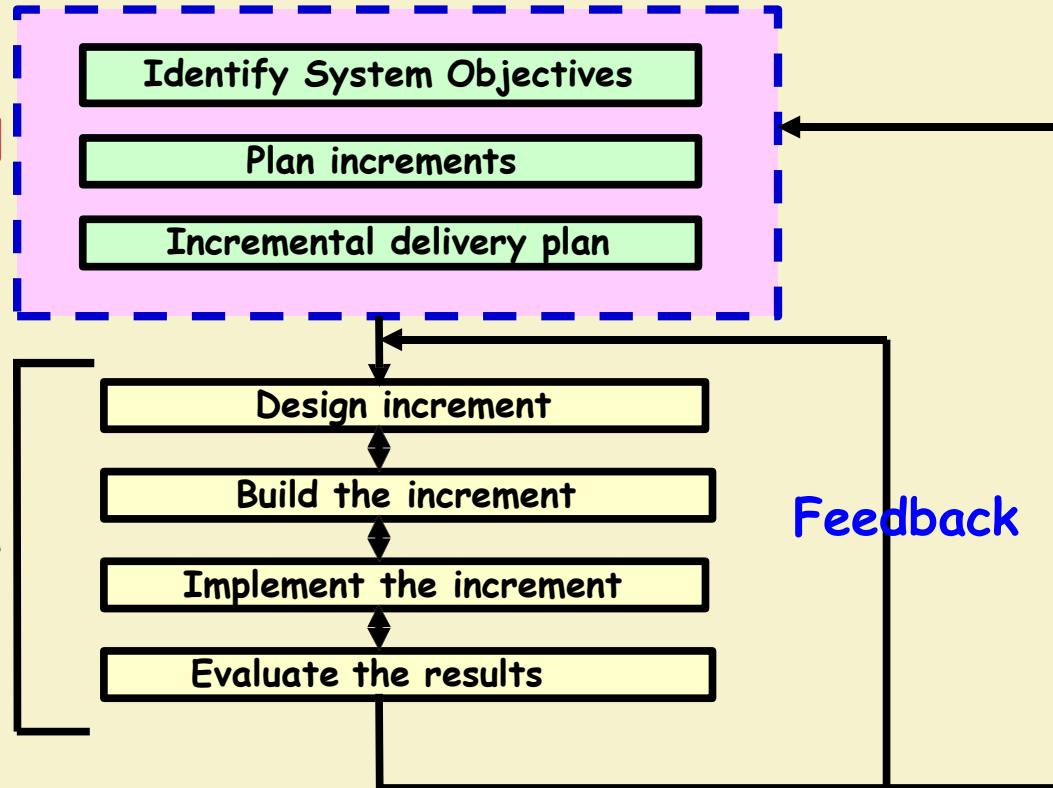 Identify System Objectives
Plan increments
Incremental delivery plan
Design increment
Build the increment
Feedback
Implement the increment
Evaluate the results